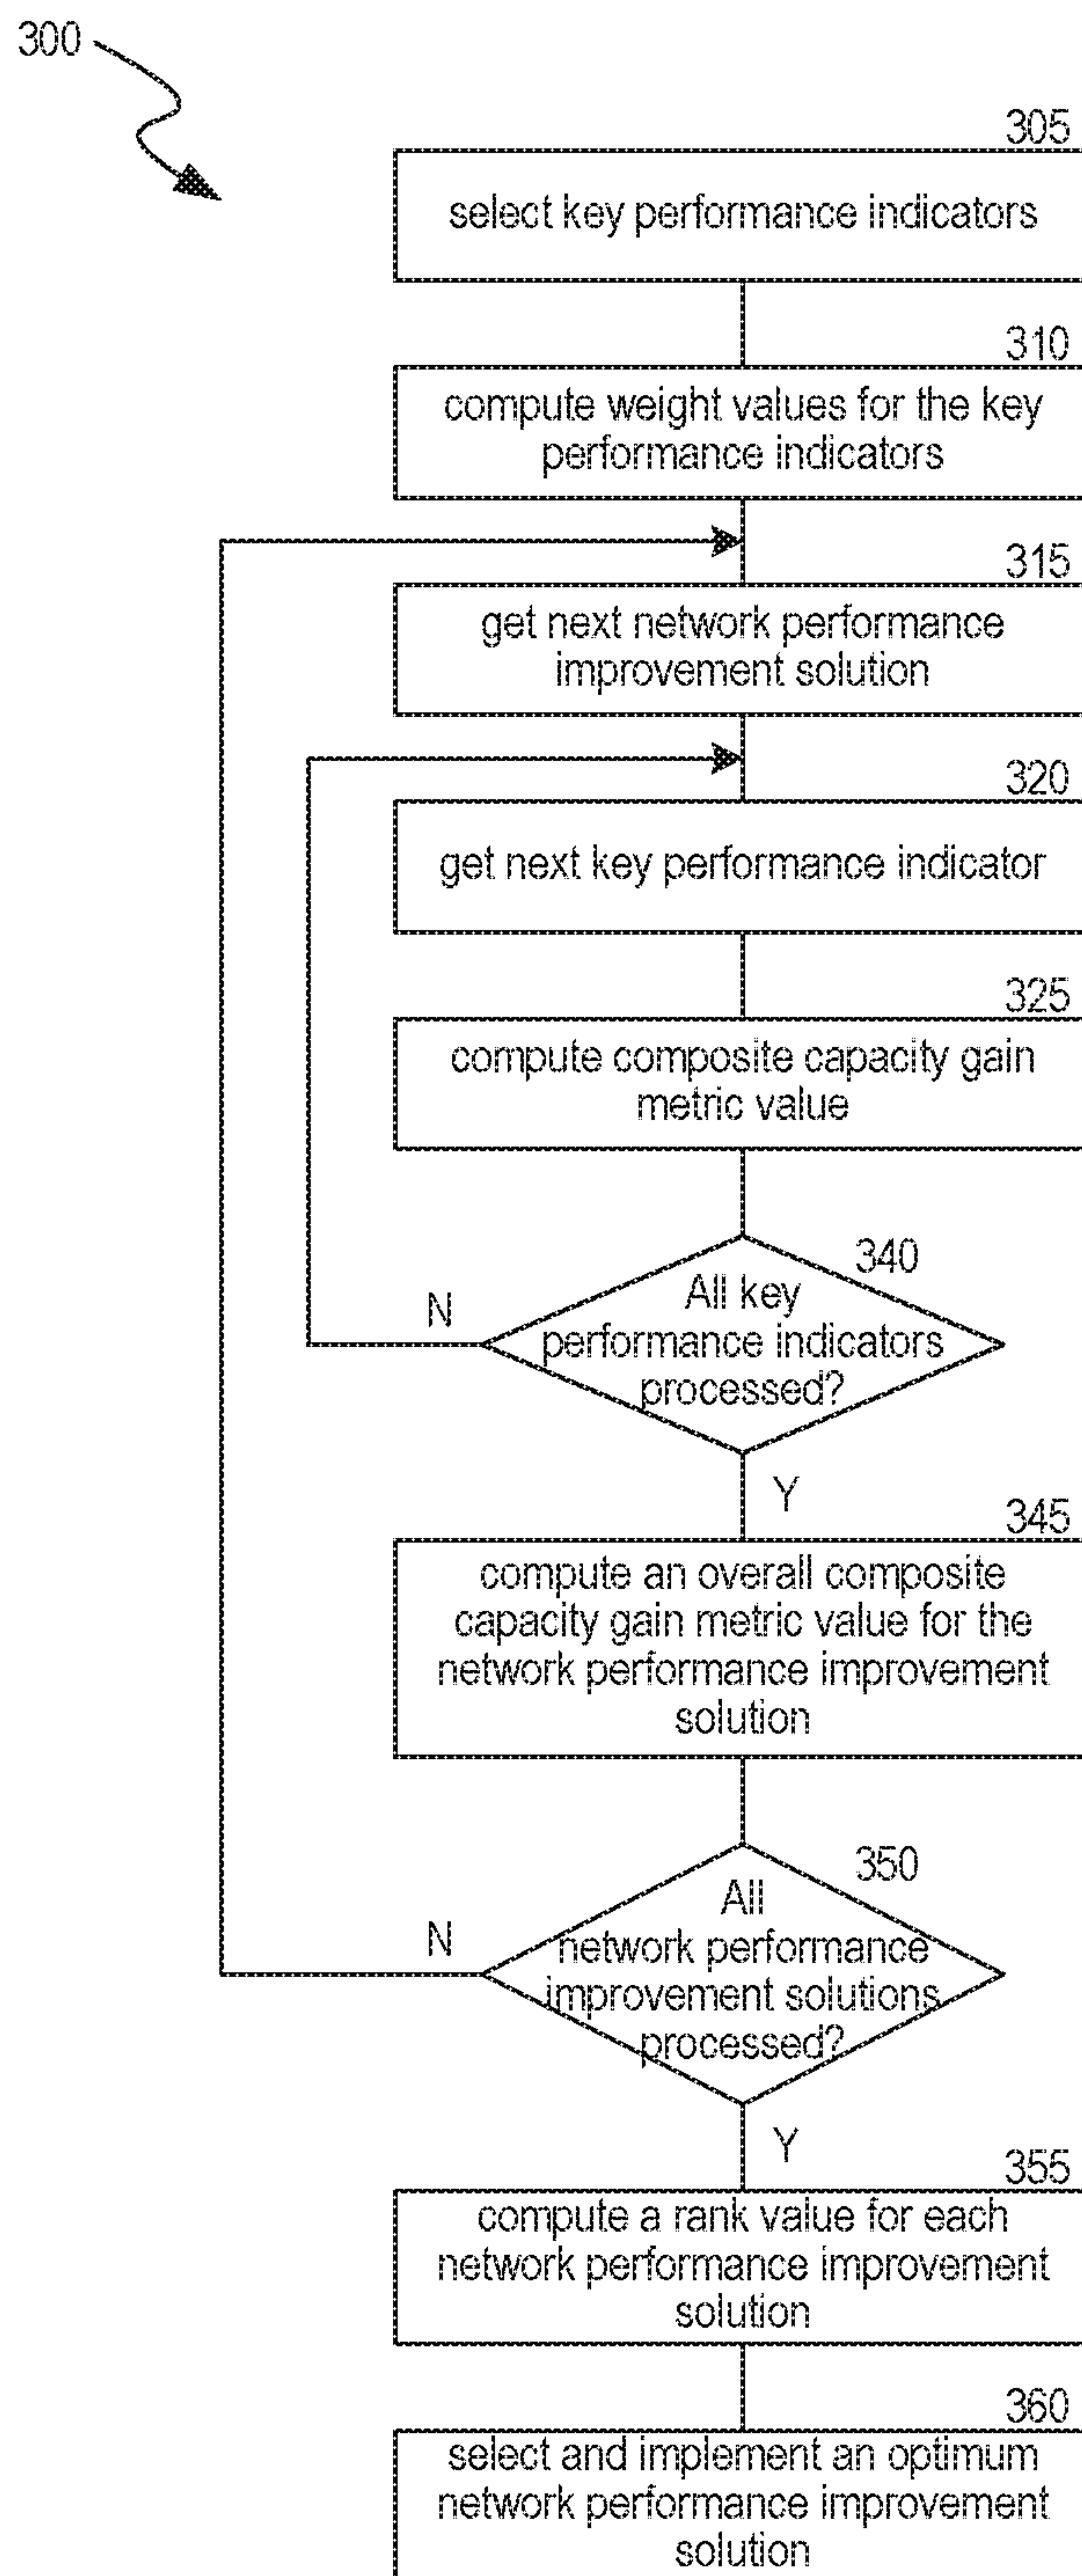 300
305
select key performance indicators
310
compute weight values for the key
performance indicators
315
get next network performance
improvement solution
320
get next key performance indicator
325
compute composite capacity gain
metric value
340
All key
performance indicators
processed?
N
Y
345
compute an overall composite
capacity gain metric value for the
network performance improvement
solution
350
All
network performance
improvement solutions
processed?
N
Y
355
compute a rank value for each
network performance improvement
solution
360
select and implement an optimum
network performance improvement
solution